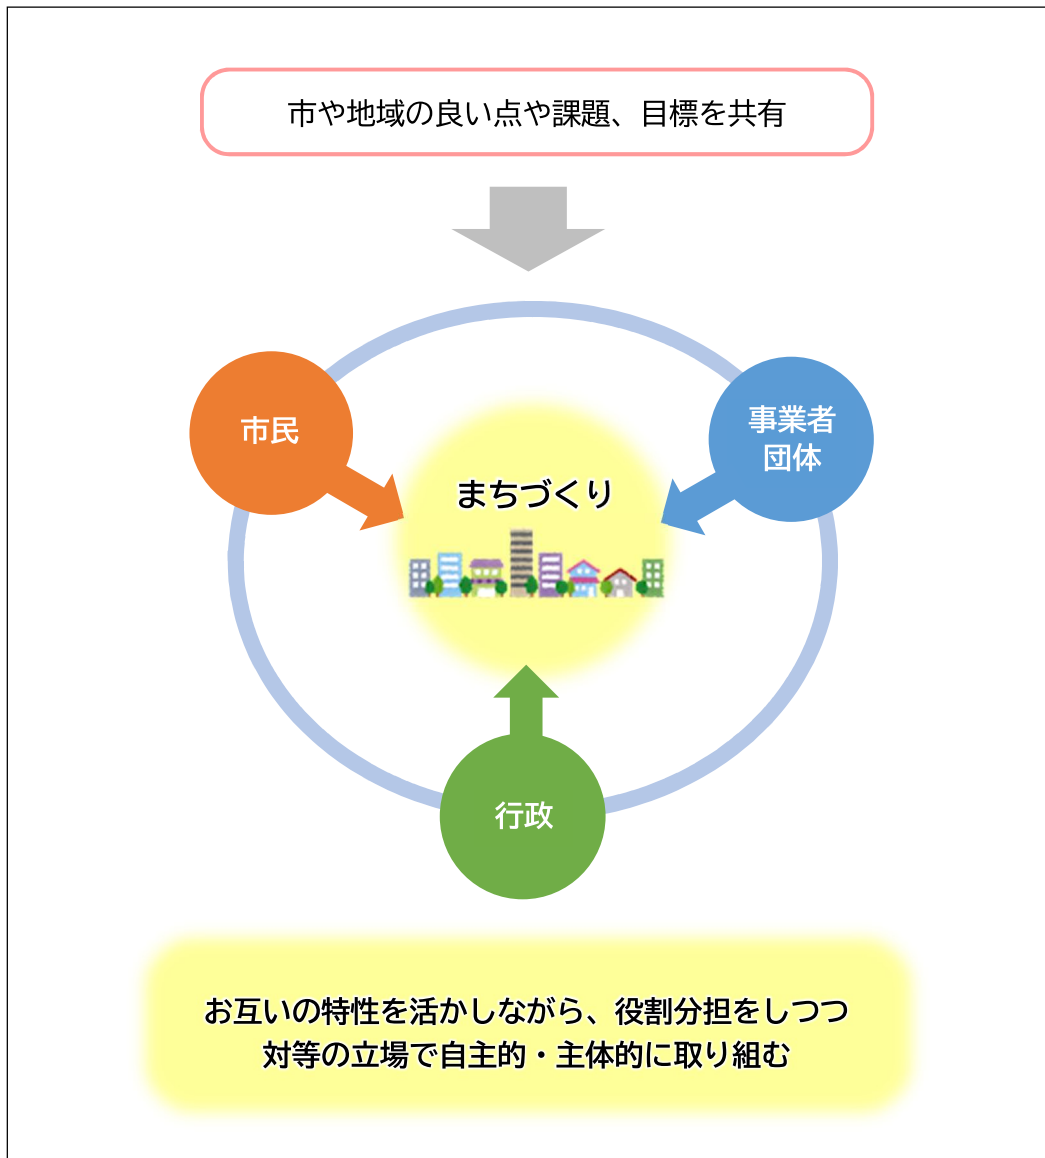 市や地域の良い点や課題、目標を共有
市民
事業者
団体
まちづくり
行政
お互いの特性を活かしながら、役割分担をしつつ
対等の立場で自主的・主体的に取り組む